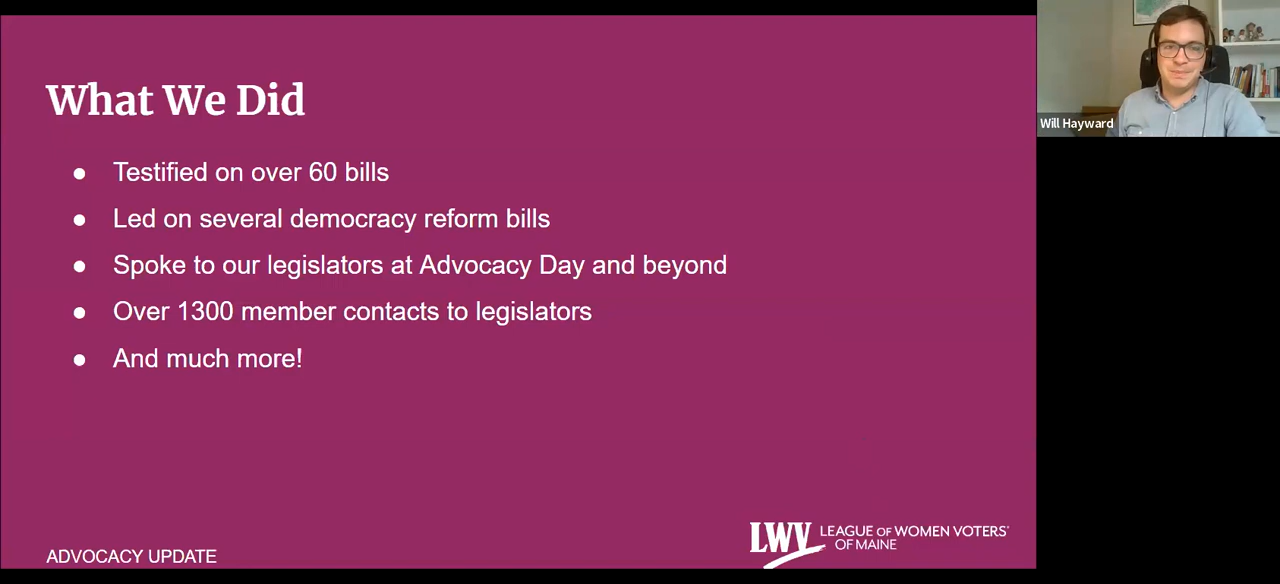 What We Did
● Testified on over 60 bills
● Led on several democracy reform bills
● Spoke to our legislators at Advocacy Day and beyond
● Over 1300 member contacts to legislators
● And much more!
ADVOCACY UPDATE
LWV LEAGUE OF WOMEN VOTERS®
OF MAINE
Will Hayward